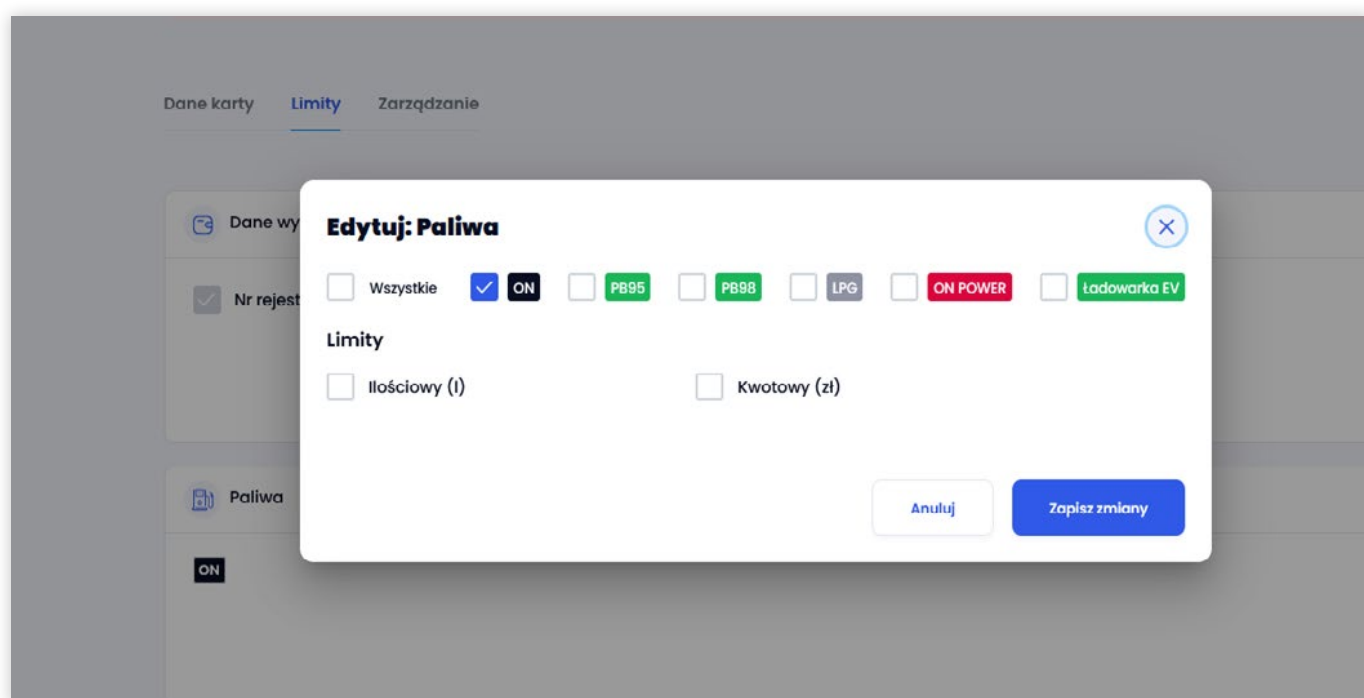 Dane karty Limity Zarządzanie
Dane wy
Nr rejest
Edytuj: Paliwa
Wszystkie ON PB95 PB98 LPG ON POWER Ładowarka EV
Limity
Ilościowy (l) Kwotowy (zł)
Anuluj Zapisz zmiany
Paliwa
ON